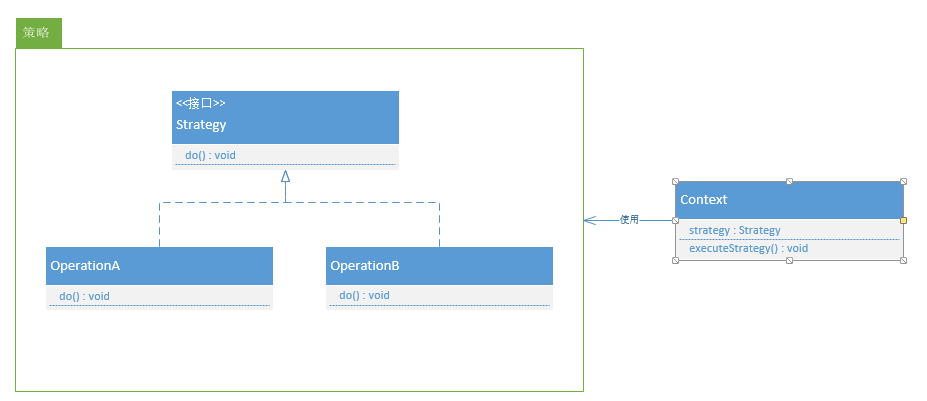 策略
<<接口>>
Strategy
do() : void
OperationA
do() : void
OperationB
do() : void
使用
Context
strategy : Strategy
executeStrategy() : void